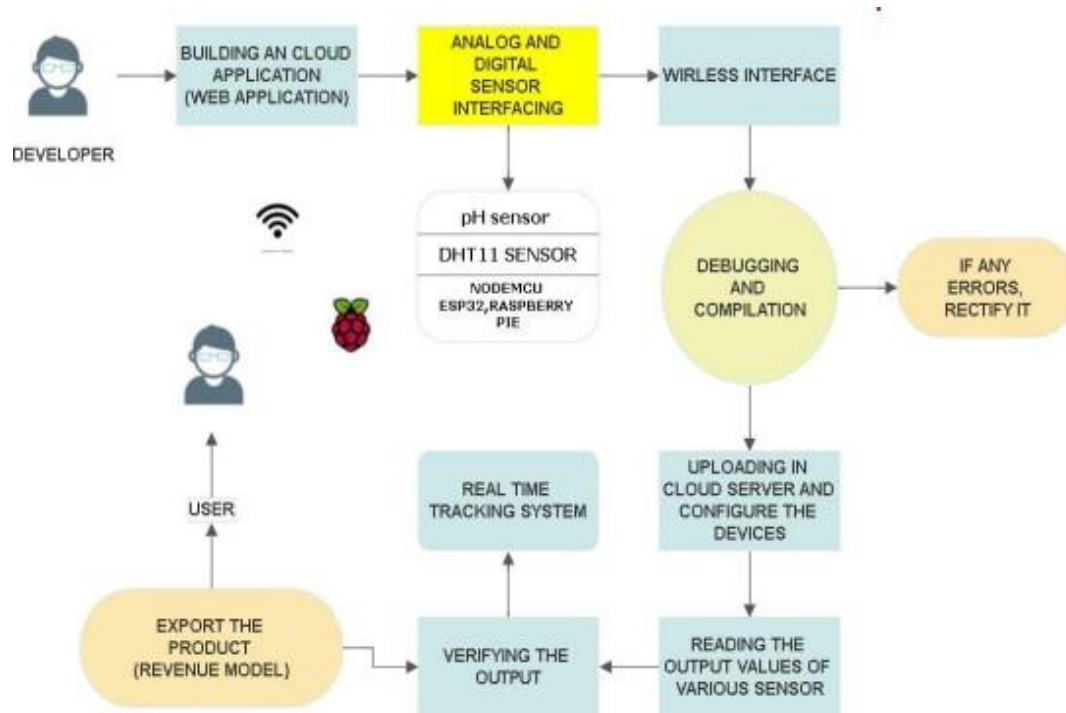 BUILDING AN CLOUD
APPLICATION
(WEB APPLICATION)
ANALOG AND
DIGITAL
SENSOR
INTERFACING
WIRLESS INTERFACE
DEVELOPER
pH sensor
DHT11 SENSOR
NODEMCU
ESP32,RASPBERRY
PIE
DEBUGGING
AND
COMPILATION
IF ANY
ERRORS,
RECTIFY IT
UPLOADING IN
CLOUD SERVER AND
CONFIGURE THE
DEVICES
REAL TIME
TRACKING SYSTEM
USER
EXPORT THE
PRODUCT
(REVENUE MODEL)
VERIFYING THE
OUTPUT
READING THE
OUTPUT VALUES OF
VARIOUS SENSOR